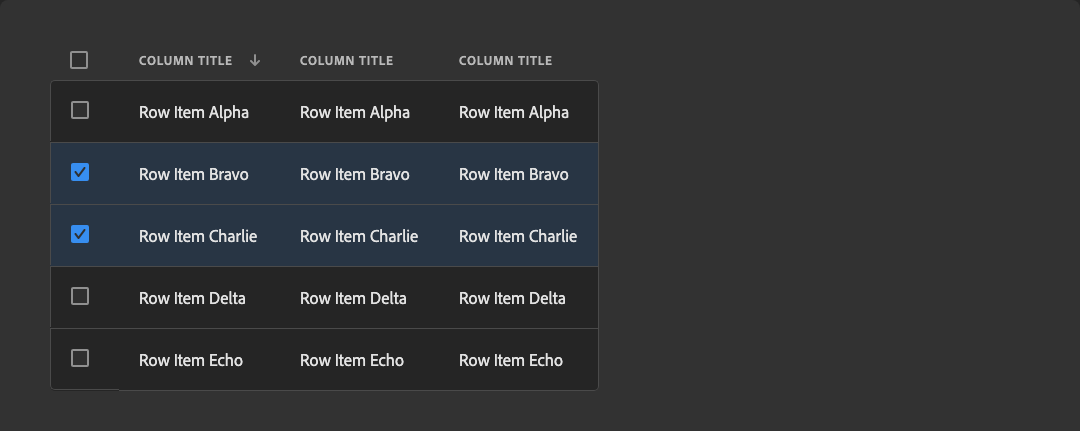 COLUMN TITLE COLUMN TITLE COLUMN TITLE
Row Item Alpha Row Item Alpha Row Item Alpha
Row Item Bravo Row Item Bravo Row Item Bravo
Row Item Charlie Row Item Charlie Row Item Charlie
Row Item Delta Row Item Delta Row Item Delta
Row Item Echo Row Item Echo Row Item Echo